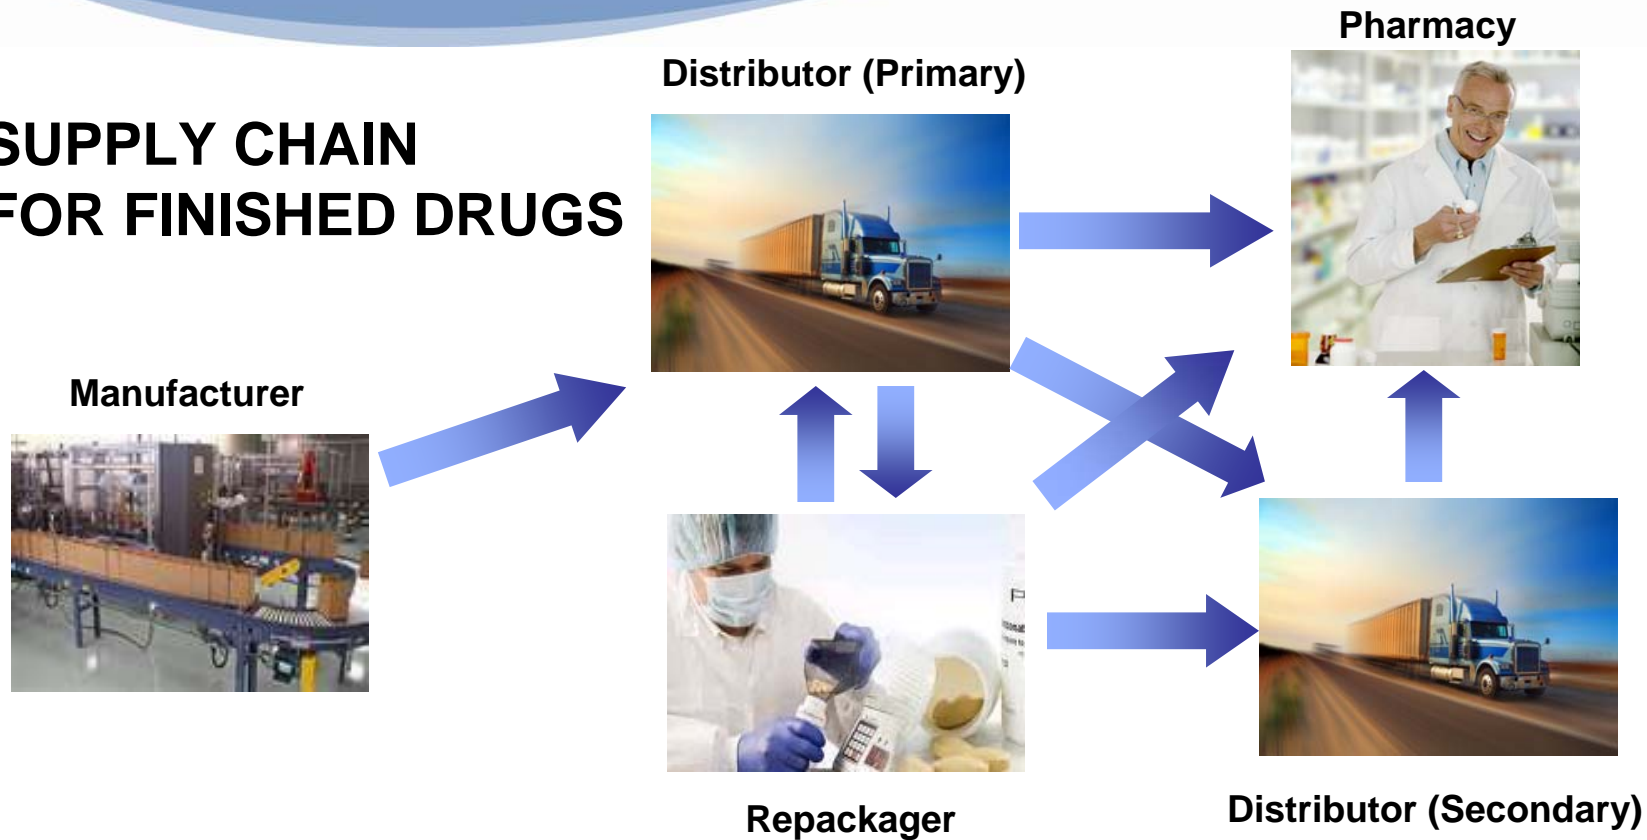 Pharmacy
Distributor (Primary)
SUPPLY CHAIN
FOR FINISHED DRUGS
Manufacturer
Repackager
Distributor (Secondary)